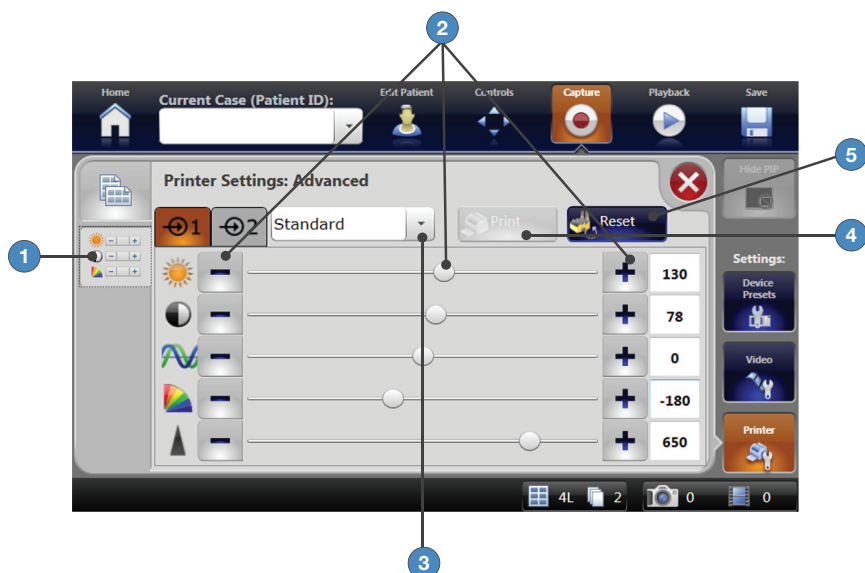 2
Home
Current Case (Patient ID):
Edit Patient
Controls
Capture
Playback
Save
5
Hide PIP
Printer Settings: Advanced
1
2
Standard
Print
Reset
4
1
130
Settings:
Device
Presets
78
0
Video
-180
650
Printer
4L
2
0
0
3